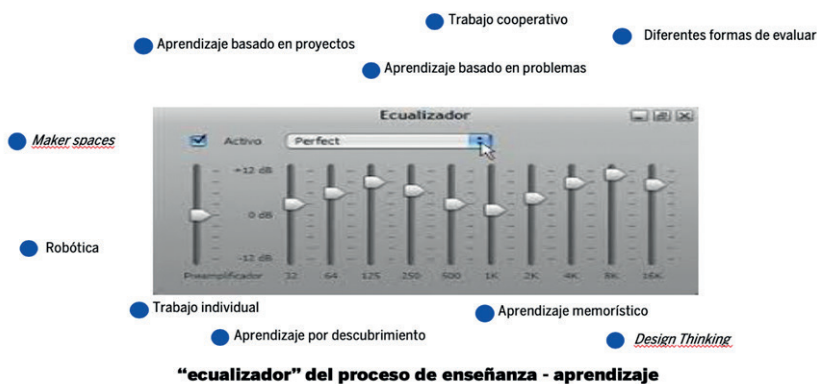 Trabajo cooperativo
Diferentes formas de evaluar
Aprendizaje basado en proyectos
Aprendizaje basado en problemas
Ecualizador
Maker spaces
Activo
Perfect
+12 dB
0 dB
-12 dB
Robótica
Preamplificador 32 64 125 250 500 1K 2K 4K 8K 16K
Trabajo individual
Aprendizaje memorístico
Aprendizaje por descubrimiento
Design Thinking
“ecualizador” del proceso de enseñanza - aprendizaje